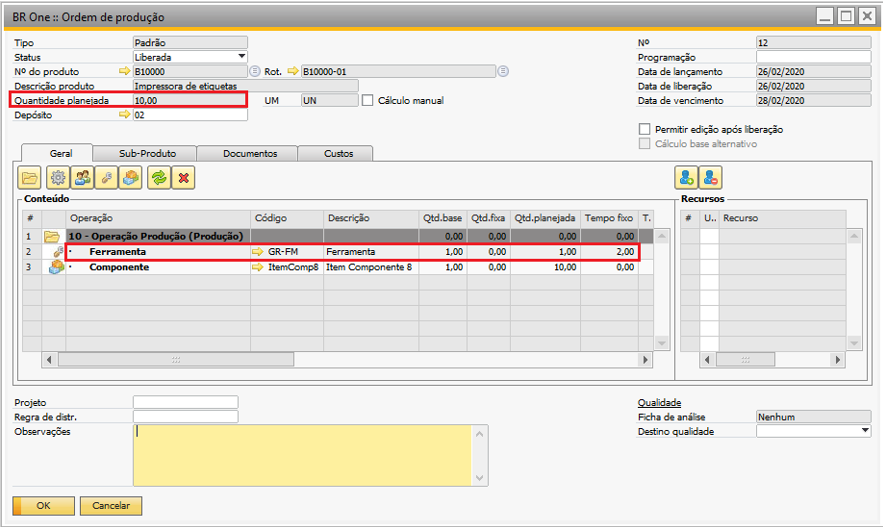 BR One :: Ordem de produção
Tipo Padrão Nº 12
Status Liberada Programação
Nº do produto B10000 Rot. B10000-01 Data de lançamento 26/02/2020
Descrição produto Impressora de etiquetas Data de liberação 26/02/2020
Quantidade planejada 10,00 UM UN Cálculo manual Data de vencimento 28/02/2020
Depósito 02
Permitir edição após liberação
Cálculo base alternativo
Geral Sub-Produto Documentos Custos
Conteúdo Recursos
# Operação Código Descrição Qtd.base Qtd.fixa Qtd.planejada Tempo fixo T. # U.. Recurso
1 10 - Operação Produção (Produção) 0,00 0,00 0,00 0,00
2 · Ferramenta GR-FM Ferramenta 1,00 0,00 1,00 2,00
3 · Componente ItemComp8 Item Componente 8 1,00 0,00 10,00 0,00
Projeto Qualidade
Regra de distr. Ficha de análise Nenhum
Observações Destino qualidade
OK Cancelar